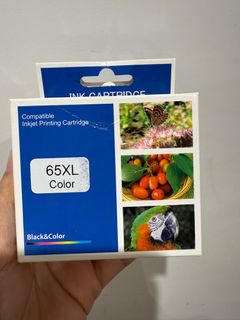 INK CARTRIDGE
Compatible
Inkjet Printing Cartridge
65XL
Color
Black&Color